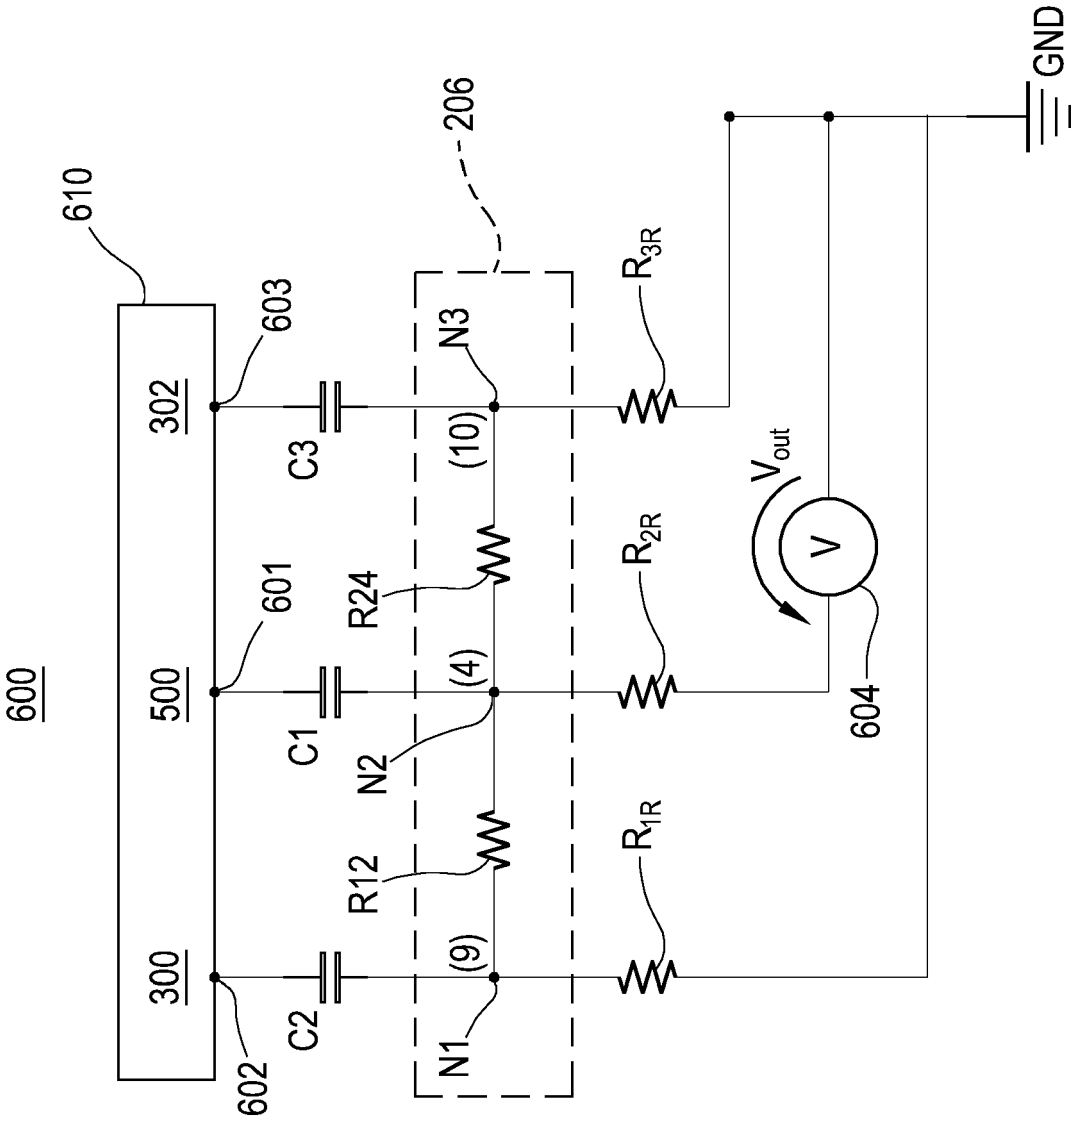 600
610
300
500
302
602
601
603
C2
C1
C3
206
R12
N2
R24
N3
N1
(9)
(4)
(10)
R1R
R2R
R3R
Vout
V
604
GND